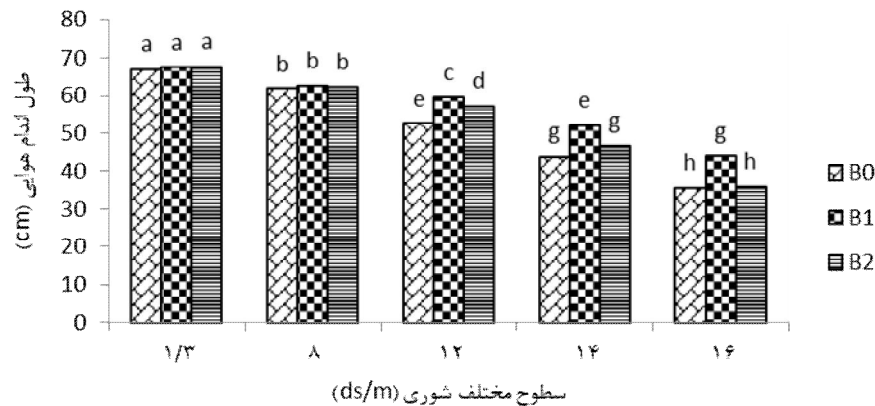 80
70
60
50
40
30
20
10
0
طول اندام هوایی (cm)
a a a
b b b
e c d
g e g
h g h
۱/۳ ۸ ۱۲ ۱۴ ۱۶
سطوح مختلف شوری (ds/m)
B0
B1
B2